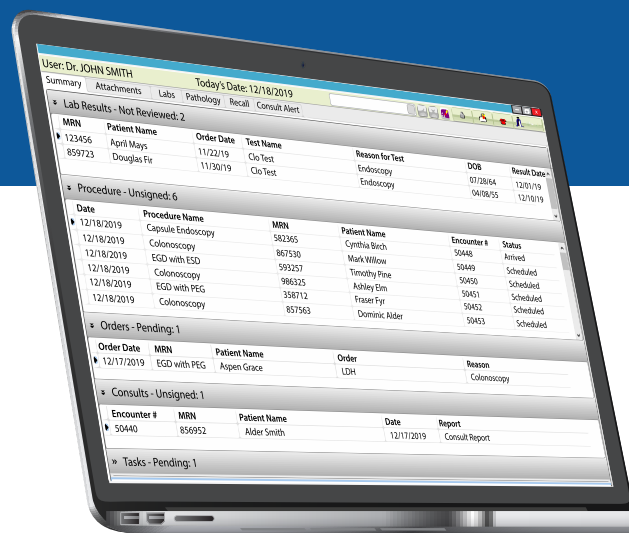 User: Dr. JOHN SMITH Today's Date: 12/18/2019
Summary Attachments Labs Pathology Recall Consult Alert
Lab Results - Not Reviewed: 2
MRN Patient Name Order Date Test Name Reason for Test DOB Result Date
123456 April Mays 11/22/19 Clo Test Endoscopy 07/28/64 12/01/19
859723 Douglas Fir 11/30/19 Clo Test Endoscopy 04/08/55 12/10/19
Procedure - Unsigned: 6
Date Procedure Name MRN Patient Name Encounter # Status
12/18/2019 Capsule Endoscopy 582365 Cynthia Birch 50448 Arrived
12/18/2019 Colonoscopy 867530 Mark Willow 50449 Scheduled
12/18/2019 EGD with ESD 593257 Timothy Pine 50450 Scheduled
12/18/2019 Colonoscopy 986325 Ashley Elm 50451 Scheduled
12/18/2019 EGD with PEG 358712 Fraser Fyr 50452 Scheduled
12/18/2019 Colonoscopy 857563 Dominic Alder 50453 Scheduled
Orders - Pending: 1
Order Date MRN Patient Name Order Reason
12/17/2019 EGD with PEG Aspen Grace LDH Colonoscopy
Consults - Unsigned: 1
Encounter # MRN Patient Name Date Report
50440 856952 Alder Smith 12/17/2019 Consult Report
Tasks - Pending: 1